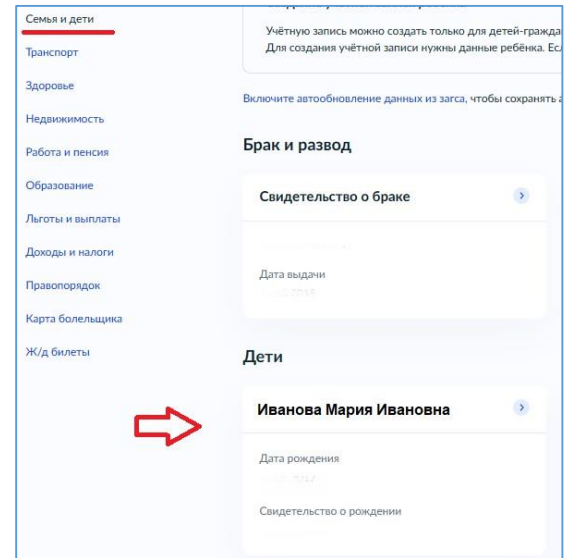 Семья и дети
Транспорт
Здоровье
Недвижимость
Работа и пенсия
Образование
Льготы и выплаты
Доходы и налоги
Правопорядок
Карта болельщика
Ж/д билеты
Учётную запись можно создать только для детей-гражда
Для создания учётной записи нужны данные ребёнка. Ес
Включите автообновление данных из загса, чтобы сохранять а
Брак и развод
Свидетельство о браке
Дата выдачи
Дети
Иванова Мария Ивановна
Дата рождения
Свидетельство о рождении